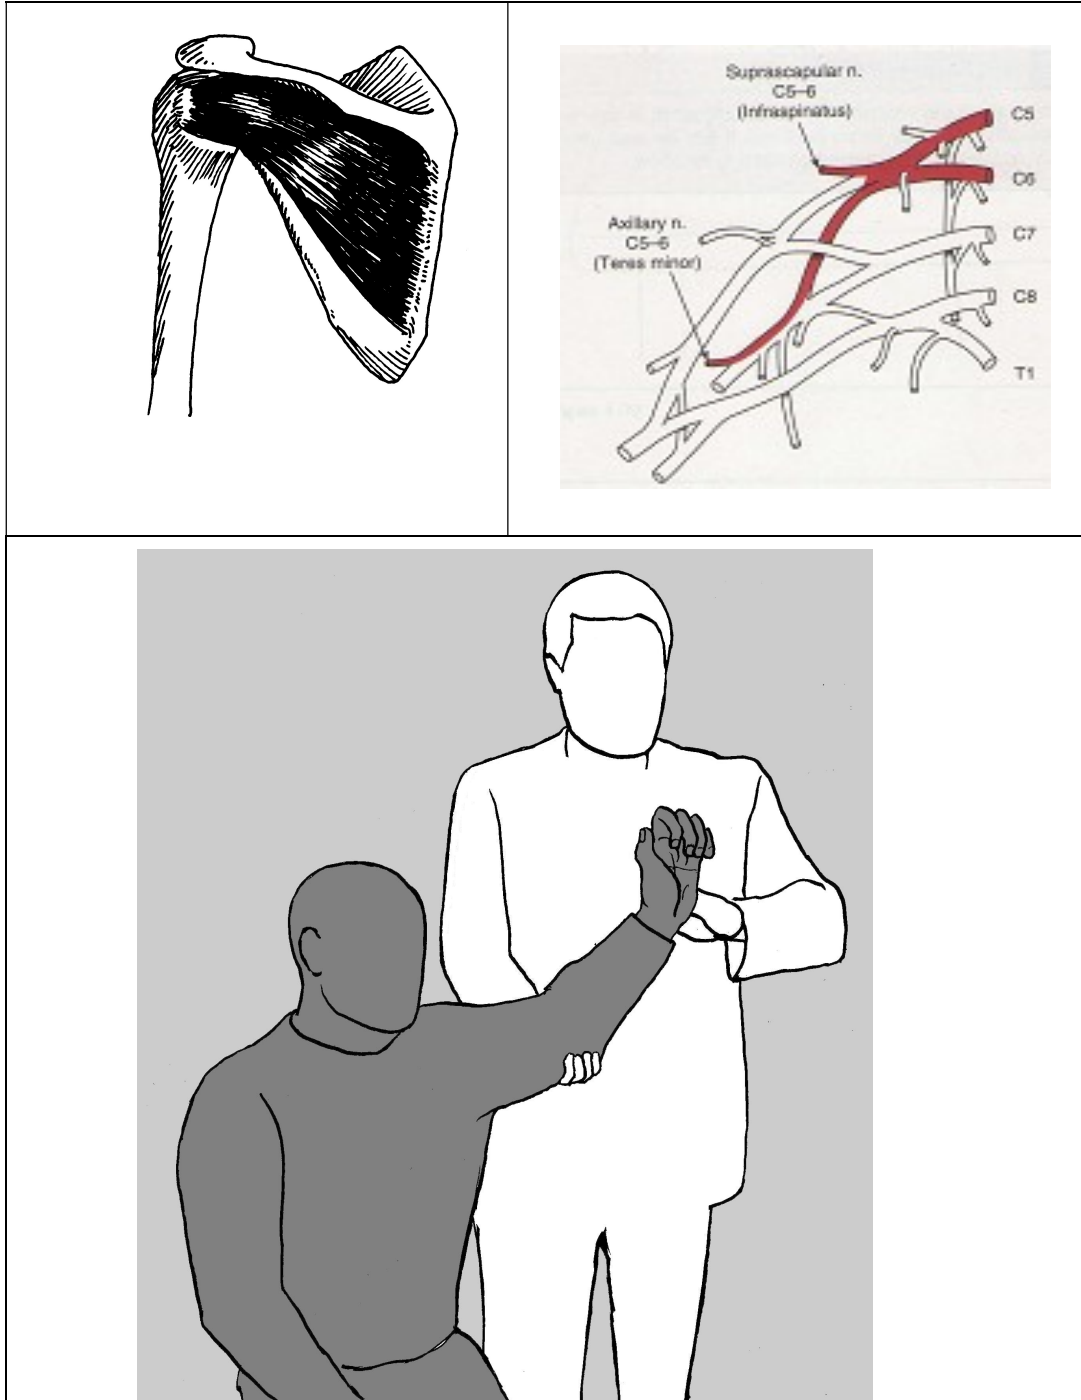 Suprascapular n.
C5–6
(Infraspinatus)
C5
C6
Axillary n.
C5–6
(Teres minor)
C7
C8
T1